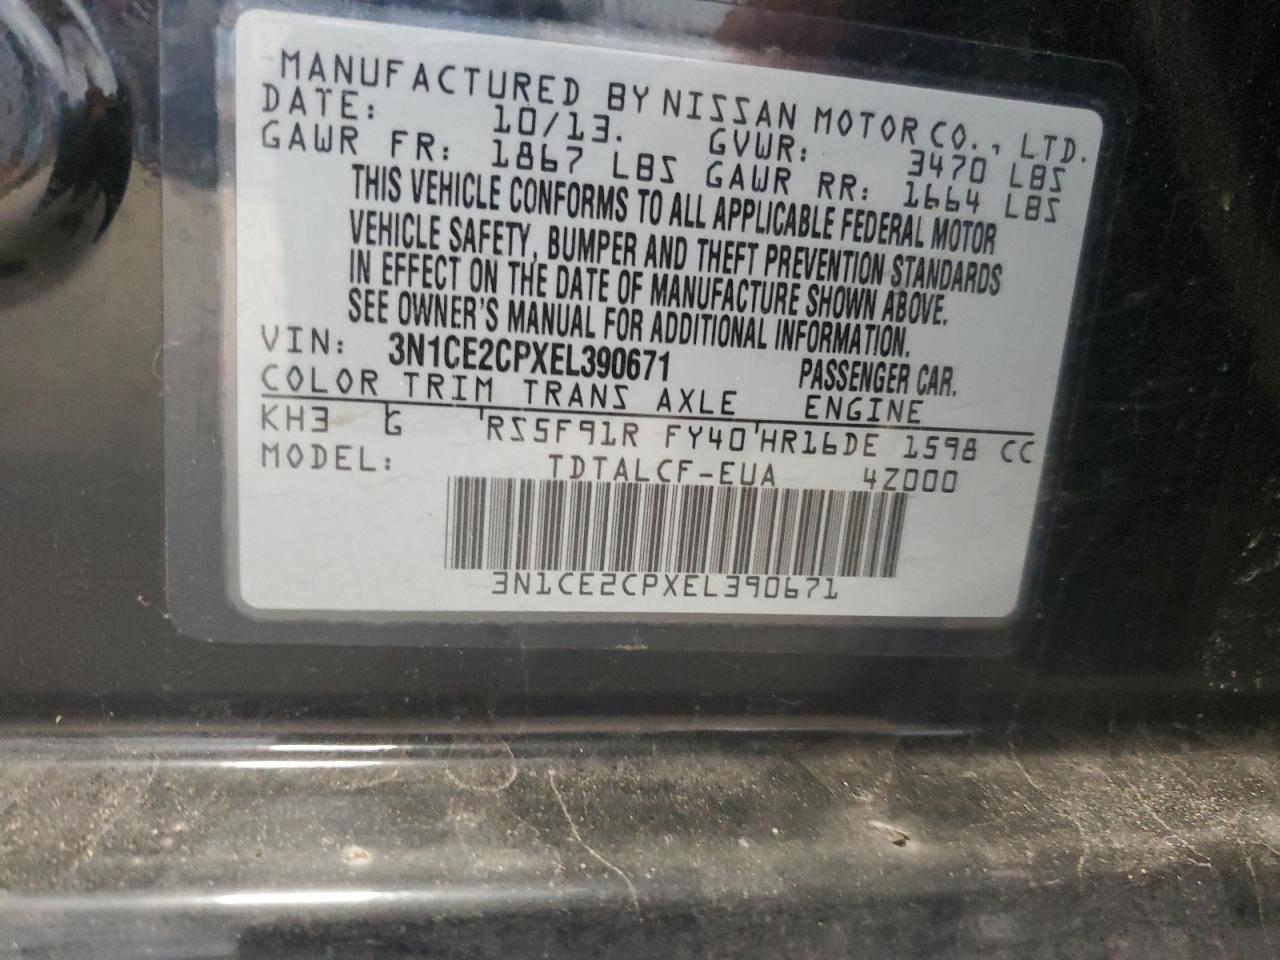 MANUFACTURED BY NISSAN MOTOR CO., LTD.
DATE: 10/13. GVWR: 3470 LBS
GAWR FR: 1867 LBS GAWR RR: 1664 LBS
THIS VEHICLE CONFORMS TO ALL APPLICABLE FEDERAL MOTOR
VEHICLE SAFETY, BUMPER AND THEFT PREVENTION STANDARDS
IN EFFECT ON THE DATE OF MANUFACTURE SHOWN ABOVE.
SEE OWNER'S MANUAL FOR ADDITIONAL INFORMATION.
VIN: 3N1CE2CPXEL390671 PASSENGER CAR.
COLOR TRIM TRANS AXLE ENGINE
KH3 G RS5F91R FY40 HR16DE 1598 CC
MODEL: TDTALCF-EUA 4Z000
3N1CE2CPXEL390671